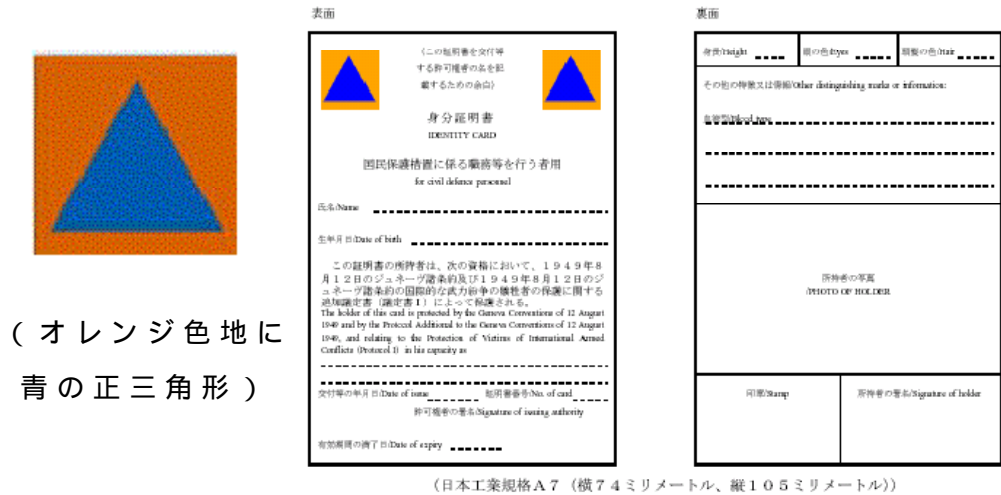 表面
(この証明書を交付等
する許可権者の名を記
載するための余白)
身分証明書
IDENTITY CARD
国民保護措置に係る職務等を行う者用
for civil defence personnel
氏名/Name
生年月日/Date of birth
この証明書の所持者は、次の資格において、1949年8
月12日のジュネーヴ諸条約及び1949年8月12日のジ
ュネーヴ諸条約の国際的な武力紛争の犠牲者の保護に関する
追加議定書(議定書Ⅰ)によって保護される。
The holder of this card is protected by the Geneva Conventions of 12 August
1949 and by the Protocol Additional to the Geneva Conventions of 12 August
1949, and relating to the Protection of Victims of International Armed
Conflicts (Protocol I) in his capacity as
交付等の年月日/Date of issue 証明書番号/No. of card
許可権者の署名/Signature of issuing authority
有効期間の満了日/Date of expiry
裏面
身長/Height 眼の色/Eyes 頭髪の色/Hair
その他の特徴又は情報/Other distinguishing marks or information:
血液型/Blood type
所持者の写真
/PHOTO OF HOLDER
印章/Stamp 所持者の署名/Signature of holder
(オレンジ色地に
青の正三角形)
(日本工業規格A7(横74ミリメートル、縦105ミリメートル))